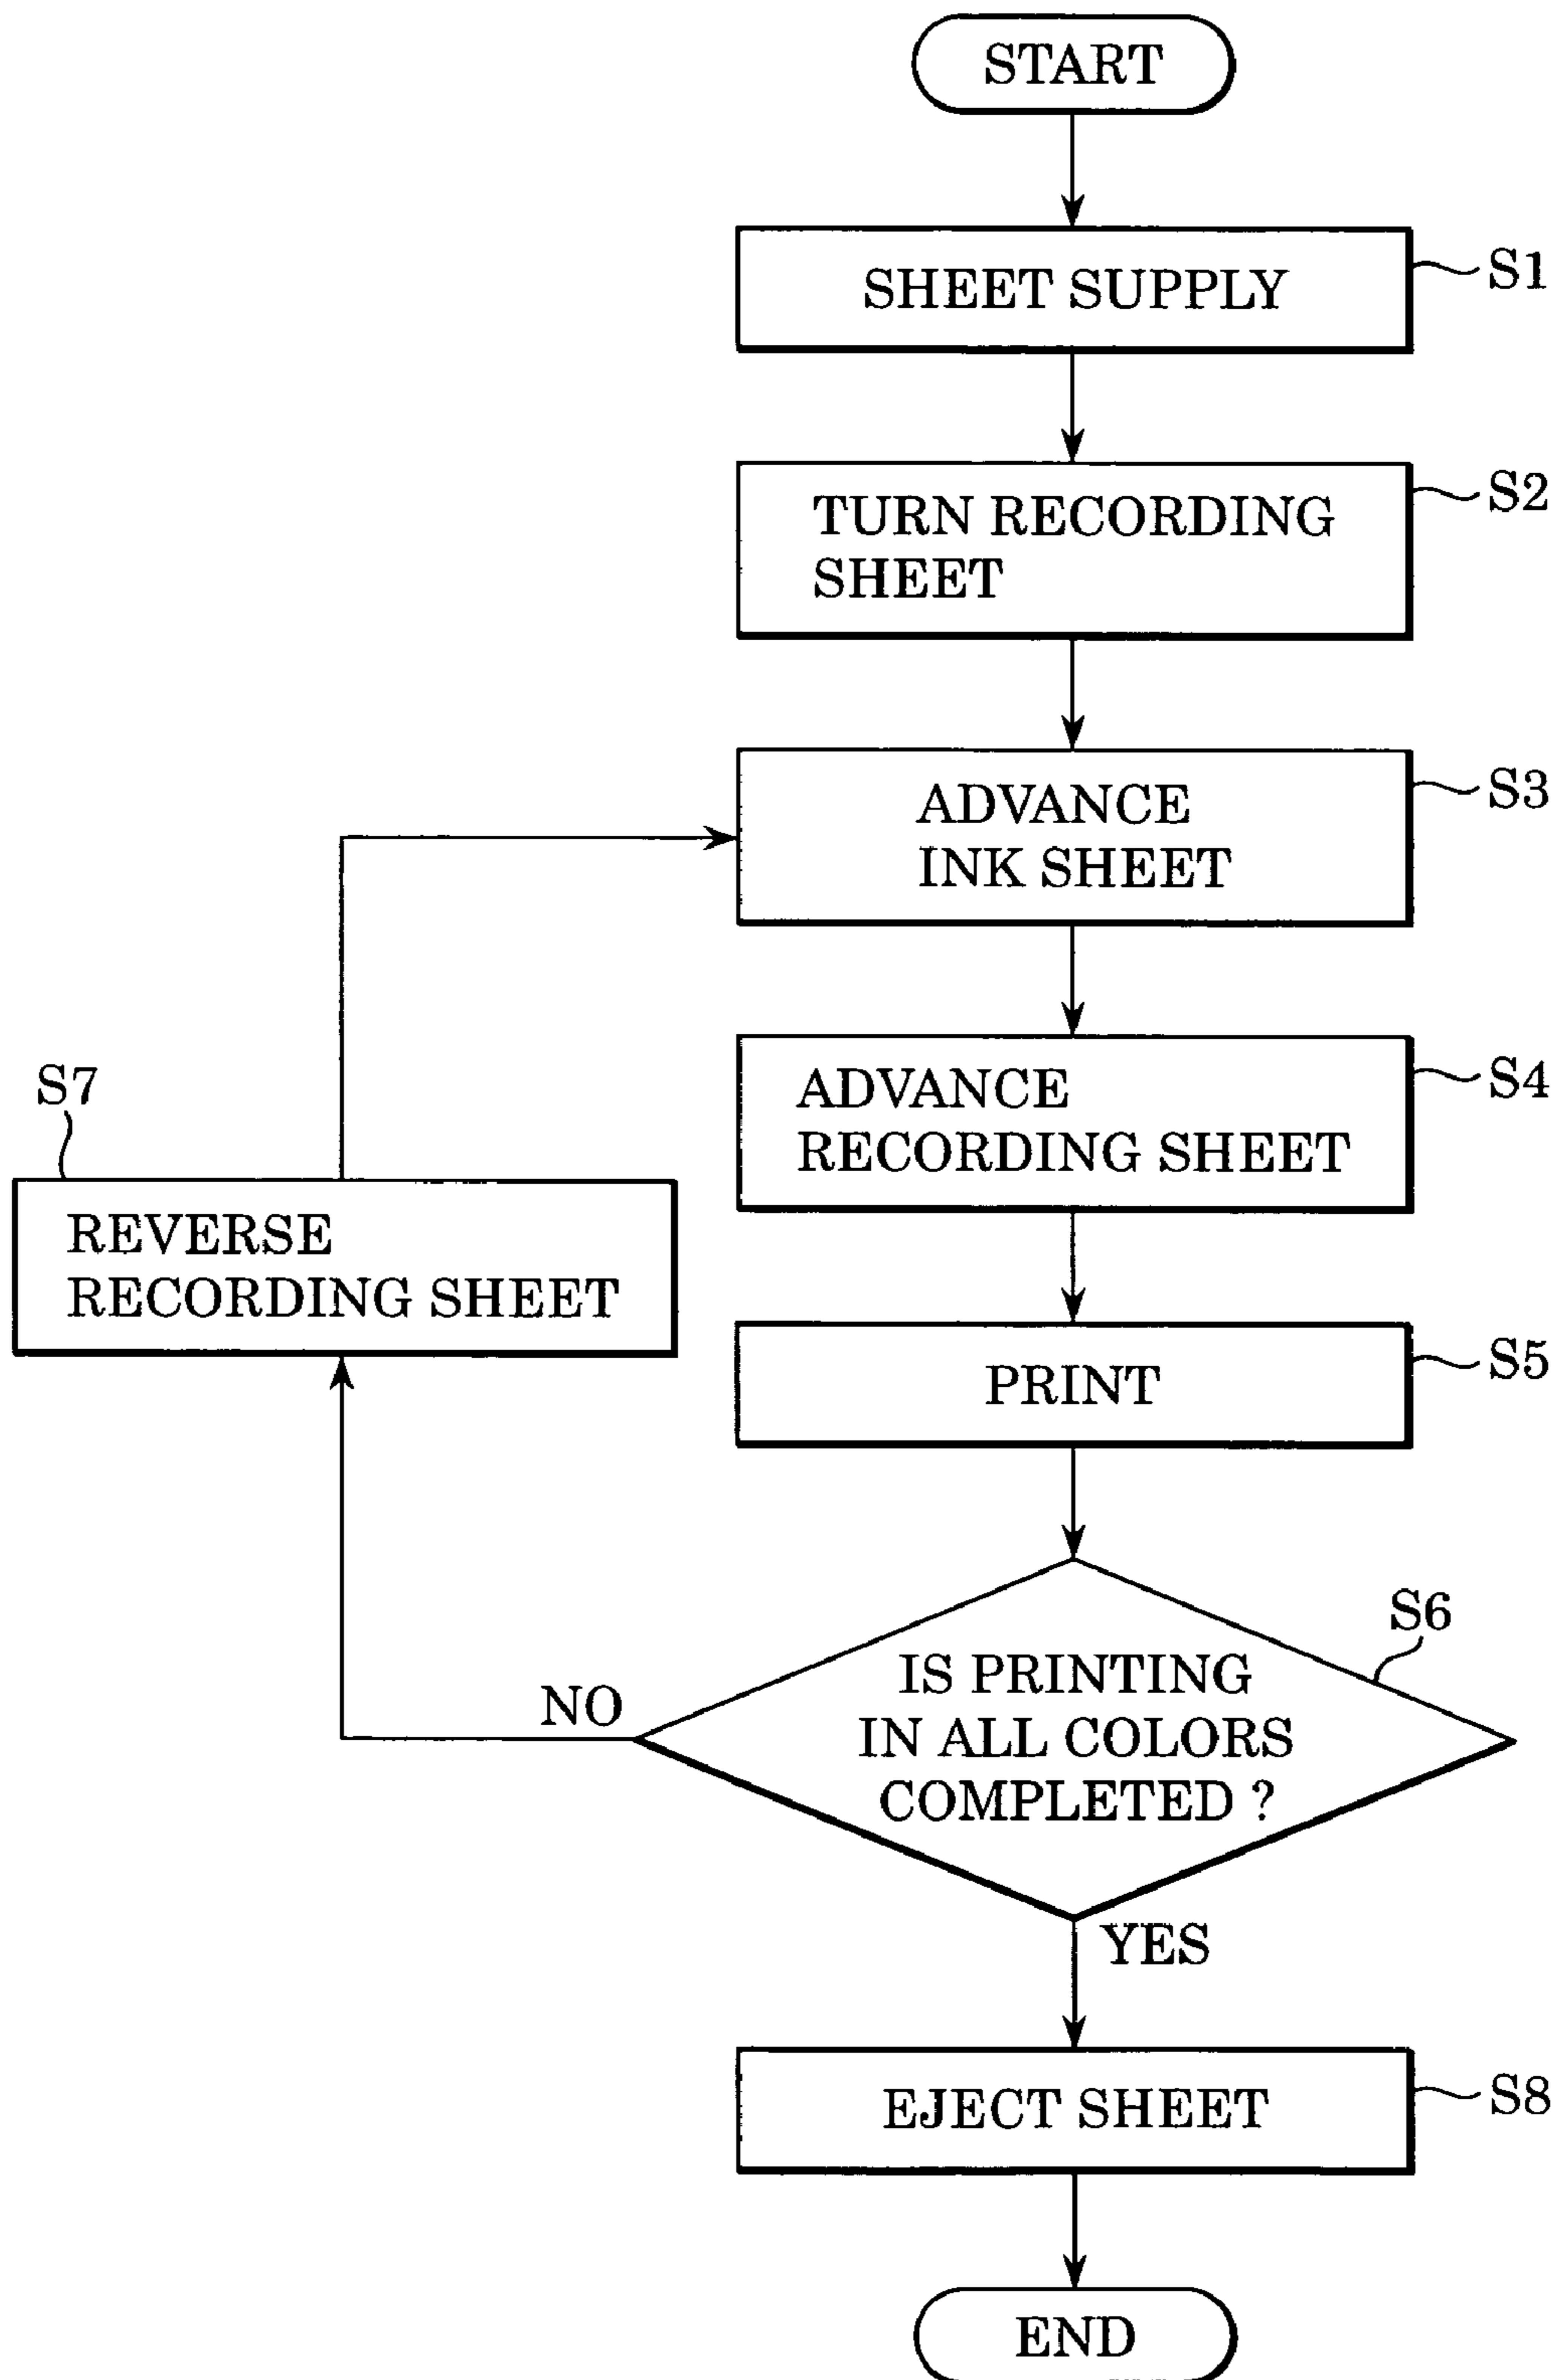 START
SHEET SUPPLY
S1
TURN RECORDING
SHEET
S2
ADVANCE
INK SHEET
S3
ADVANCE
RECORDING SHEET
S4
S7
REVERSE
RECORDING SHEET
PRINT
S5
S6
IS PRINTING
IN ALL COLORS
COMPLETED ?
NO
YES
EJECT SHEET
S8
END